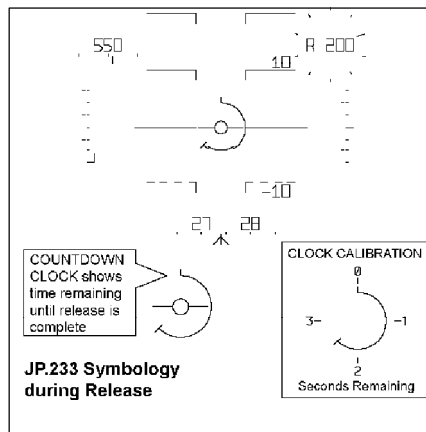 550 R 200
10
-10
27 28
COUNTDOWN
CLOCK shows
time remaining
until release is
complete
CLOCK CALIBRATION
0
3 1
2
Seconds Remaining
JP.233 Symbology
during Release